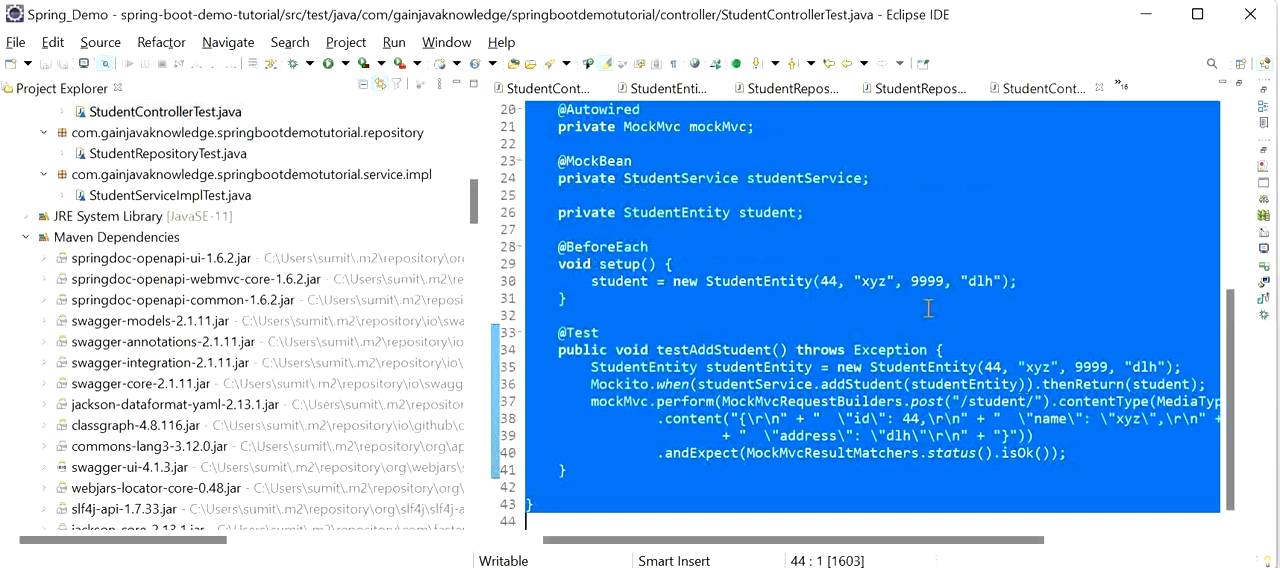 Spring_Demo - spring-boot-demo-tutorial/src/test/java/com/gainjavaknowledge/springbootdemotutorial/controller/StudentControllerTest.java - Eclipse IDE
File Edit Source Refactor Navigate Search Project Run Window Help
Project Explorer
StudentCont... StudentEnti... StudentRepos... StudentRepos... StudentCont... 16
StudentControllerTest.java
com.gainjavaknowledge.springbootdemotutorial.repository
StudentRepositoryTest.java
com.gainjavaknowledge.springbootdemotutorial.service.impl
StudentServiceImplTest.java
JRE System Library [JavaSE-11]
Maven Dependencies
springdoc-openapi-ui-1.6.2.jar - C:\Users\sumit\.m2\repository\or
springdoc-openapi-webmvc-core-1.6.2.jar - C:\Users\sumit\.m2\rep
springdoc-openapi-common-1.6.2.jar - C:\Users\sumit\.m2\reposi
swagger-models-2.1.11.jar - C:\Users\sumit\.m2\repository\io\swa
swagger-annotations-2.1.11.jar - C:\Users\sumit\.m2\repository\io\
swagger-integration-2.1.11.jar - C:\Users\sumit\.m2\repository\io\
swagger-core-2.1.11.jar - C:\Users\sumit\.m2\repository\io\swagg
jackson-dataformat-yaml-2.13.1.jar - C:\Users\sumit\.m2\repositor
classgraph-4.8.116.jar - C:\Users\sumit\.m2\repository\io\github\c
commons-lang3-3.12.0.jar - C:\Users\sumit\.m2\repository\org\ap
swagger-ui-4.1.3.jar - C:\Users\sumit\.m2\repository\org\webjars\
webjars-locator-core-0.48.jar - C:\Users\sumit\.m2\repository\org\
slf4j-api-1.7.33.jar - C:\Users\sumit\.m2\repository\org\slf4j\slf4j-a
20 @Autowired
21 private MockMvc mockMvc;
22
23 @MockBean
24 private StudentService studentService;
25
26 private StudentEntity student;
27
28 @BeforeEach
29 void setup() {
30 student = new StudentEntity(44, "xyz", 9999, "dlh");
31 }
32
33 @Test
34 public void testAddStudent() throws Exception {
35 StudentEntity studentEntity = new StudentEntity(44, "xyz", 9999, "dlh");
36 Mockito.when(studentService.addStudent(studentEntity)).thenReturn(student);
37 mockMvc.perform(MockMvcRequestBuilders.post("/student/").contentType(MediaTyp
38 .content("{\r\n" + " \"id\": 44,\r\n" + " \"name\": \"xyz\",\r\n" +
39 + " \"address\": \"dlh\"\r\n" + "}"))
40 .andExpect(MockMvcResultMatchers.status().isOk());
41 }
42
43 }
44
Writable Smart Insert 44 : 1 [1603]